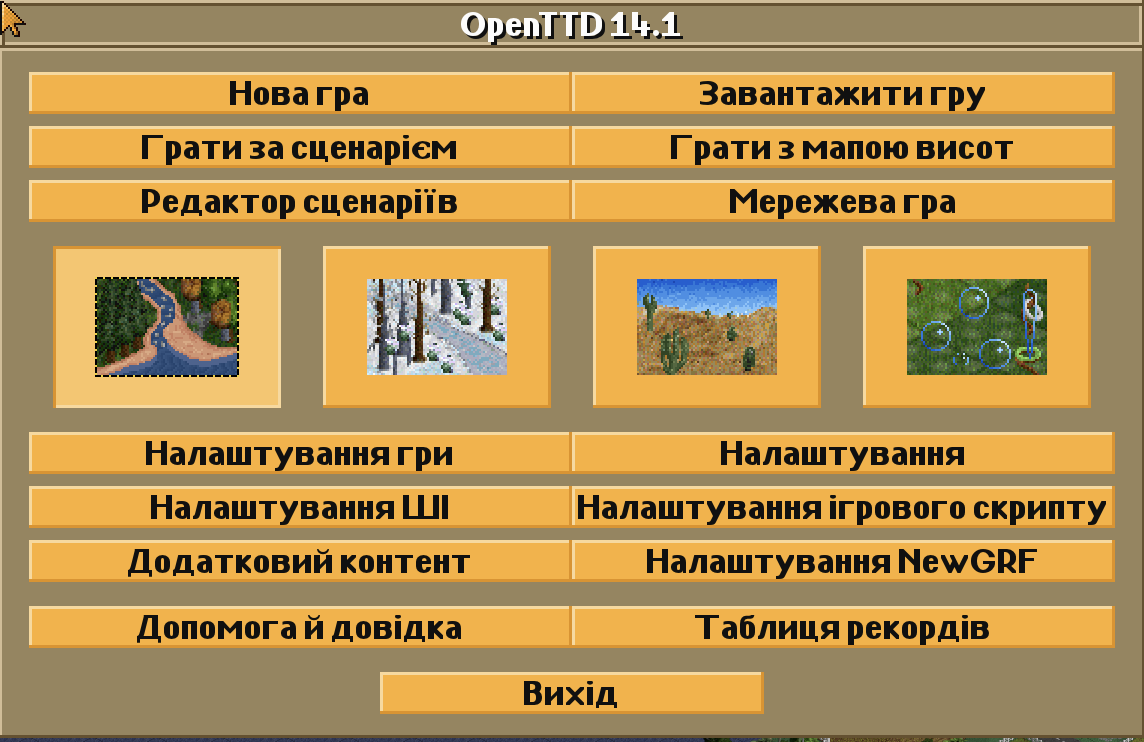 OpenTTD 14.1
Нова гра
Завантажити гру
Грати за сценарієм
Грати з мапою висот
Редактор сценаріїв
Мережева гра
Налаштування гри
Налаштування
Налаштування ШІ
Налаштування ігрового скрипту
Додатковий контент
Налаштування NewGRF
Допомога й довідка
Таблиця рекордів
Вихід